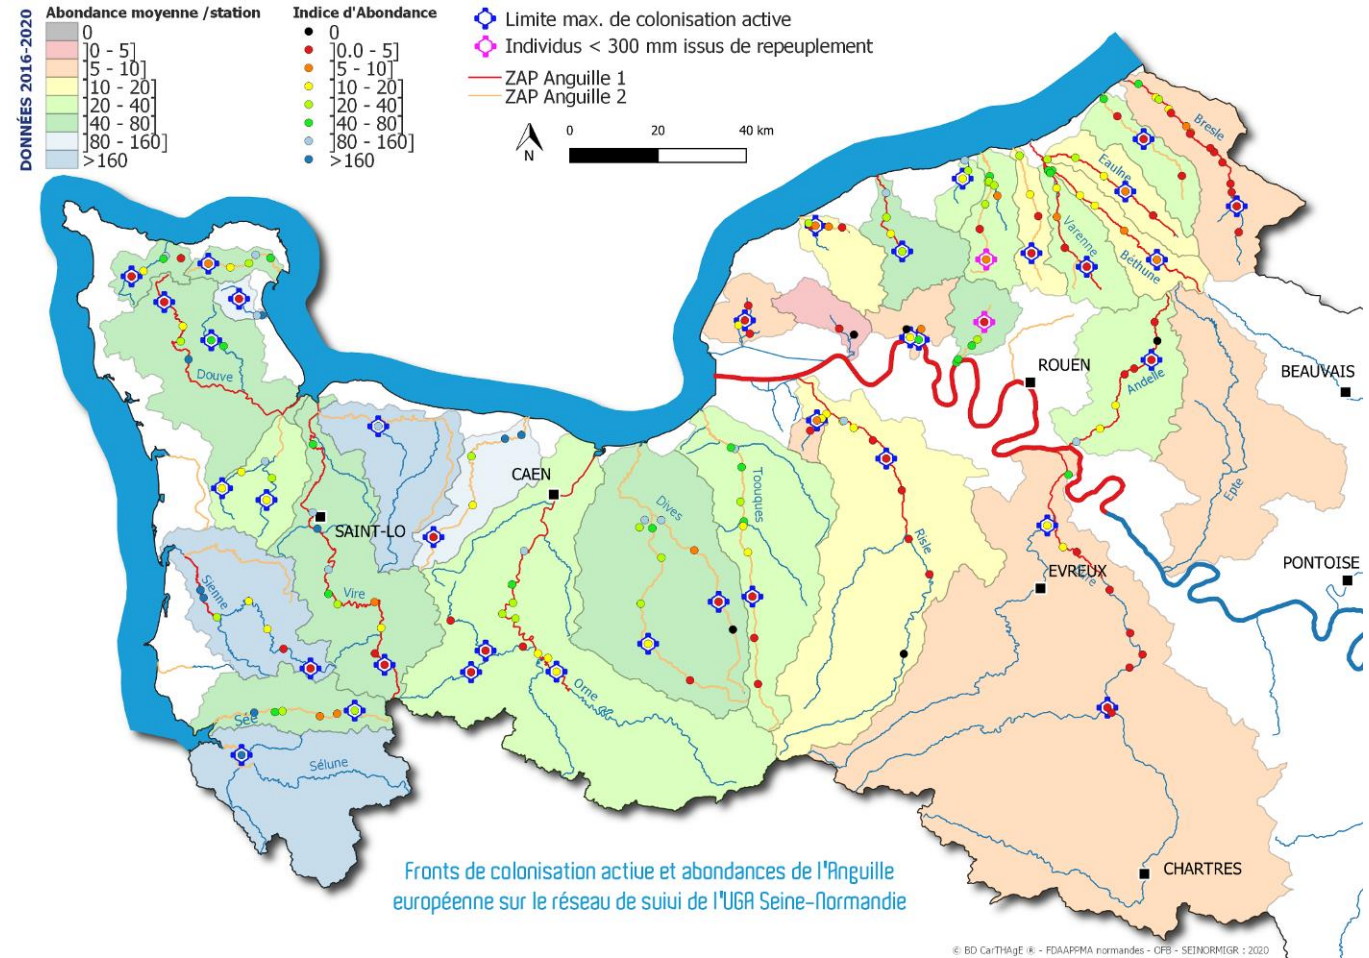 DONNÉES 2016-2020
Abondance moyenne /station
0
]0 - 5]
]5 - 10]
]10 - 20]
]20 - 40]
]40 - 80]
]80 - 160]
>160
Indice d'Abondance
0
]0.0 - 5]
]5 - 10]
]10 - 20]
]20 - 40]
]40 - 80]
]80 - 160]
>160
Limite max. de colonisation active
Individus < 300 mm issus de repeuplement
ZAP Anguille 1
ZAP Anguille 2
N
0 20 40 km
Bresle
Eaulne
Varenne
Béthune
Douve
ROUEN
Andelle
BEAUVAIS
CAEN
Touques
Dives
Epte
SAINT-LO
Risle
PONTOISE
EVREUX
Sienne
Vire
Orne
Sée
Sélune
CHARTRES
Fronts de colonisation active et abondances de l'Anguille
européenne sur le réseau de suivi de l'UGA Seine-Normandie
© BD CarTHAgE ® - FDAAPPMA normandes - OFB - SEINORMIGR : 2020